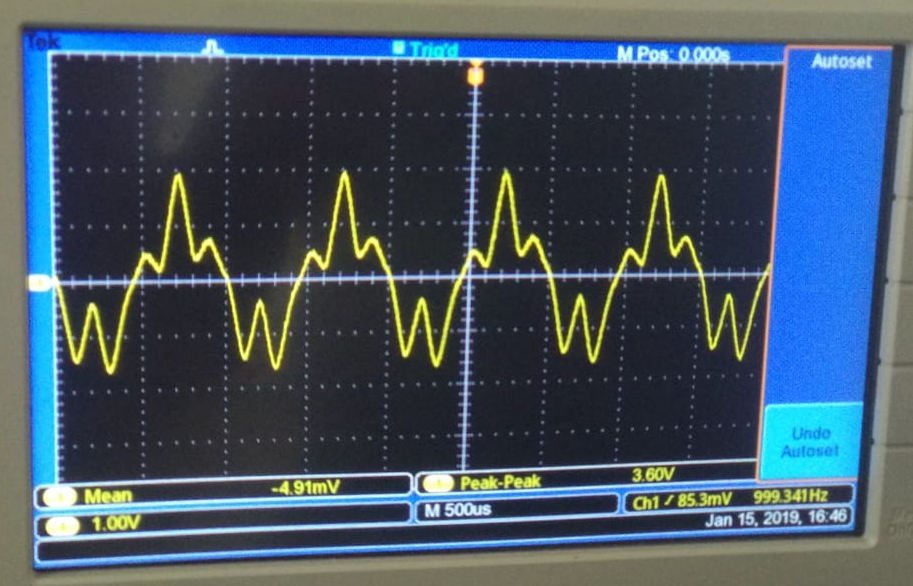 Tek Trig'd M Pos: 0.000s
Autoset
Undo
Autoset
Mean -4.91mV
Peak-Peak 3.60V
1.00V
M 500us
Ch1 85.3mV 999.341Hz
Jan 15, 2019, 16:46